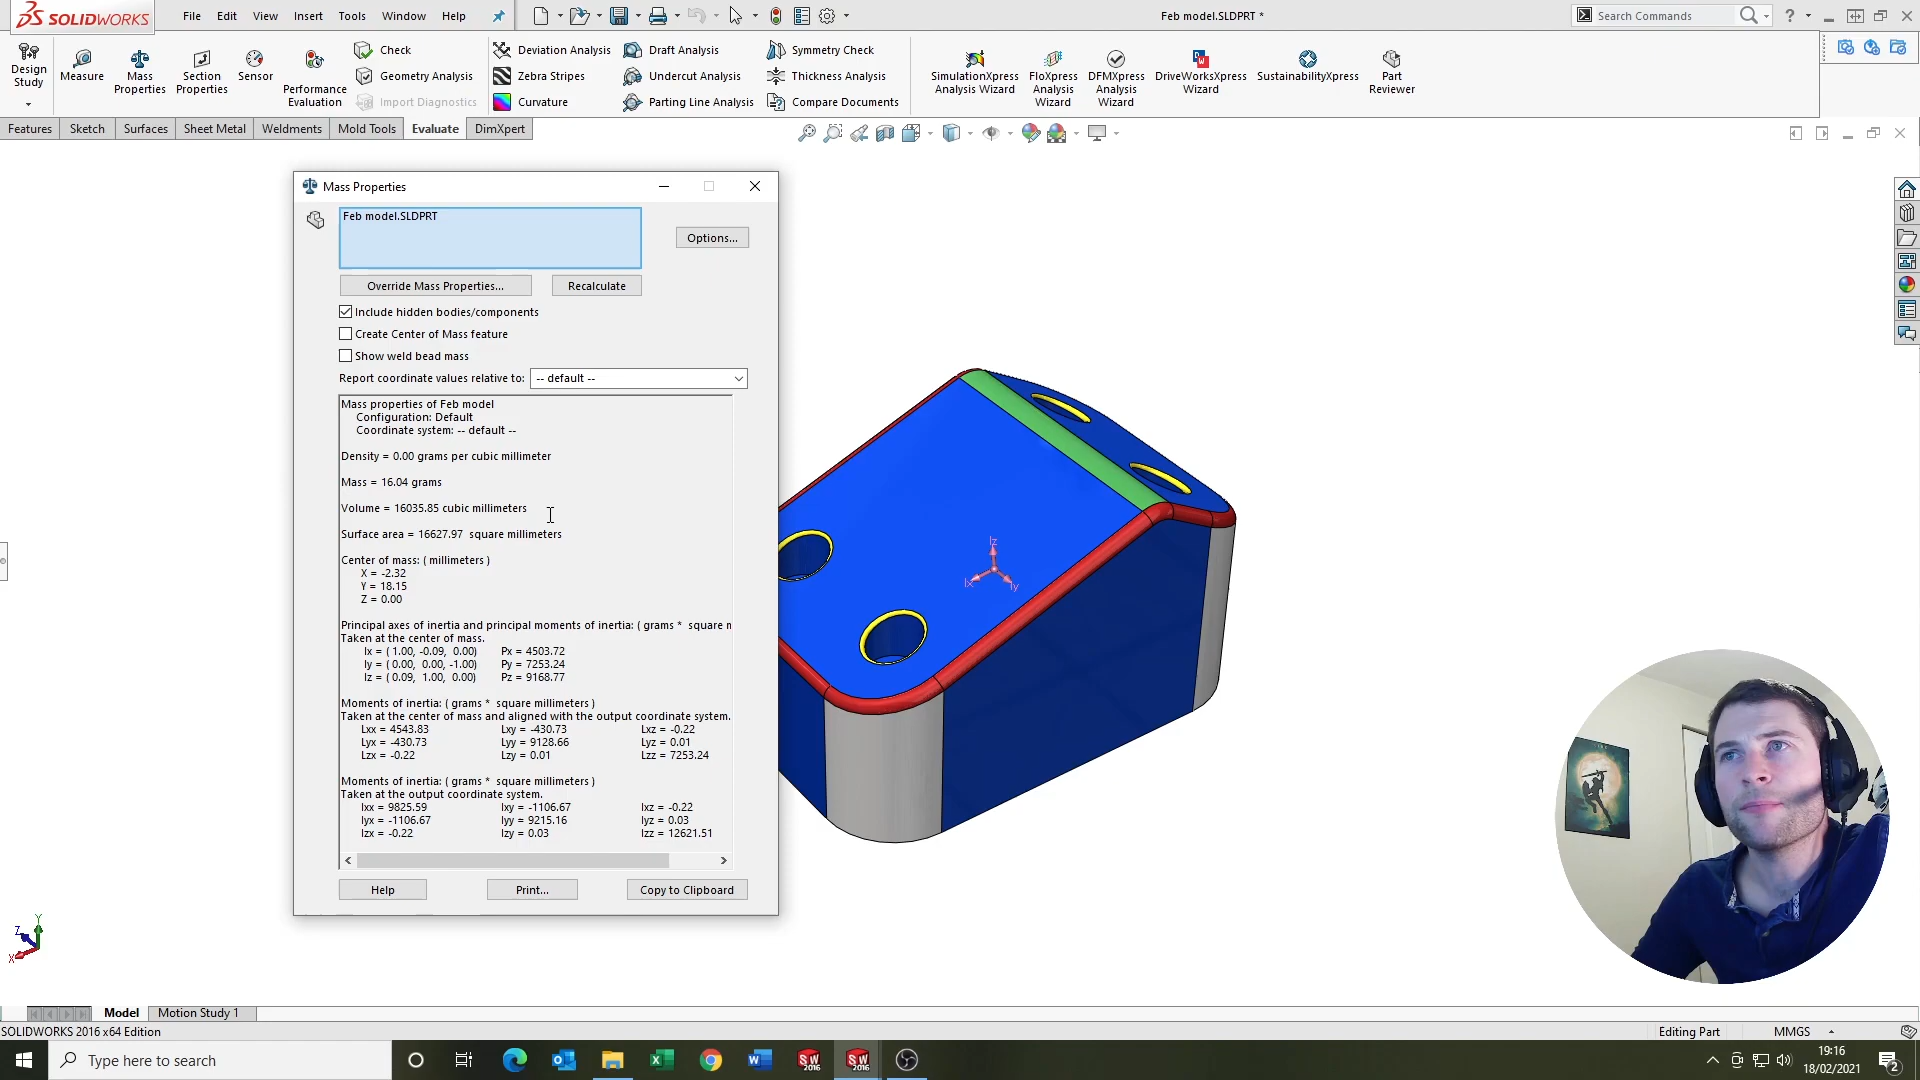 SOLIDWORKS
File Edit View Insert Tools Window Help
Feb model.SLDPRT *
Search Commands
Design Study
Measure
Mass Properties
Section Properties
Sensor
Performance Evaluation
Check
Geometry Analysis
Import Diagnostics
Deviation Analysis
Zebra Stripes
Curvature
Draft Analysis
Undercut Analysis
Parting Line Analysis
Symmetry Check
Thickness Analysis
Compare Documents
SimulationXpress Analysis Wizard
FloXpress Analysis Wizard
DFMXpress Analysis Wizard
DriveWorksXpress Wizard
SustainabilityXpress
Part Reviewer
Features Sketch Surfaces Sheet Metal Weldments Mold Tools Evaluate DimXpert
Mass Properties
Feb model.SLDPRT
Options...
Override Mass Properties...
Recalculate
Include hidden bodies/components
Create Center of Mass feature
Show weld bead mass
Report coordinate values relative to: -- default --
Mass properties of Feb model
Configuration: Default
Coordinate system: -- default --
Density = 0.00 grams per cubic millimeter
Mass = 16.04 grams
Volume = 16035.85 cubic millimeters
Surface area = 16627.97 square millimeters
Center of mass: ( millimeters )
X = -2.32
Y = 18.15
Z = 0.00
Principal axes of inertia and principal moments of inertia: ( grams * square
Taken at the center of mass.
Ix = ( 1.00, -0.09, 0.00) Px = 4503.72
Iy = ( 0.00, 0.00, -1.00) Py = 7253.24
Iz = ( 0.09, 1.00, 0.00) Pz = 9168.77
Moments of inertia: ( grams * square millimeters )
Taken at the center of mass and aligned with the output coordinate system.
Lxx = 4543.83 Lxy = -430.73 Lxz = -0.22
Lyx = -430.73 Lyy = 9128.66 Lyz = 0.01
Lzx = -0.22 Lzy = 0.01 Lzz = 7253.24
Moments of inertia: ( grams * square millimeters )
Taken at the output coordinate system.
Ixx = 9825.59 Ixy = -1106.67 Ixz = -0.22
Iyx = -1106.67 Iyy = 9215.16 Iyz = 0.03
Izx = -0.22 Izy = 0.03 Izz = 12621.51
Help
Print...
Copy to Clipboard
Iz
Ix
Iy
Y
Z
X
Model Motion Study 1
SOLIDWORKS 2016 x64 Edition
Editing Part
MMGS
Type here to search
SW 2016
SW 2016
19:16
18/02/2021
2